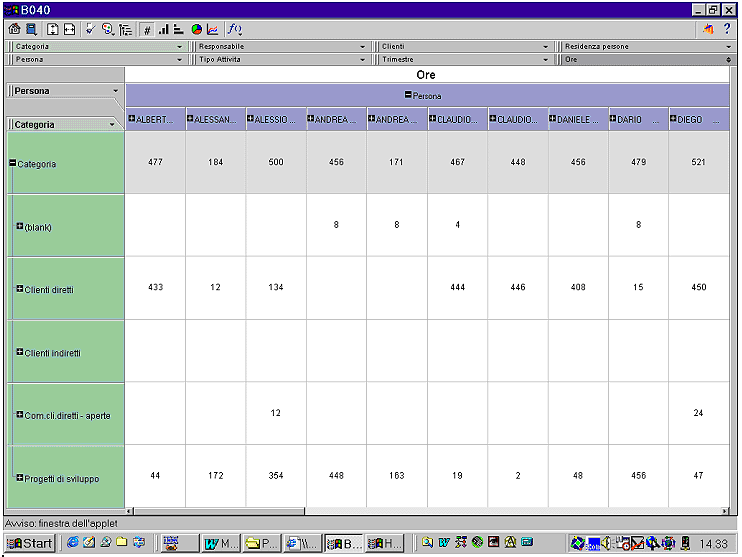 B040
# ƒ(x) ?
Categoria Responsabile Clienti Residenza persone
Persona Tipo Attivita Trimestre Ore
Ore
Persona Persona
Categoria ALBERT... ALESSAN... ALESSIO ... ANDREA ... ANDREA ... CLAUDIO... CLAUDIO... DANIELE ... DARIO ... DIEGO ...
Categoria 477 184 500 456 171 467 448 456 479 521
(blank) 8 8 4 8
Clienti diretti 433 12 134 444 446 408 15 450
Clienti indiretti
Com.cli.diretti - aperte 12 24
Progetti di sviluppo 44 172 354 448 163 19 2 48 456 47
Avviso: finestra dell'applet
Start M... P... \\... B... H... 14.33